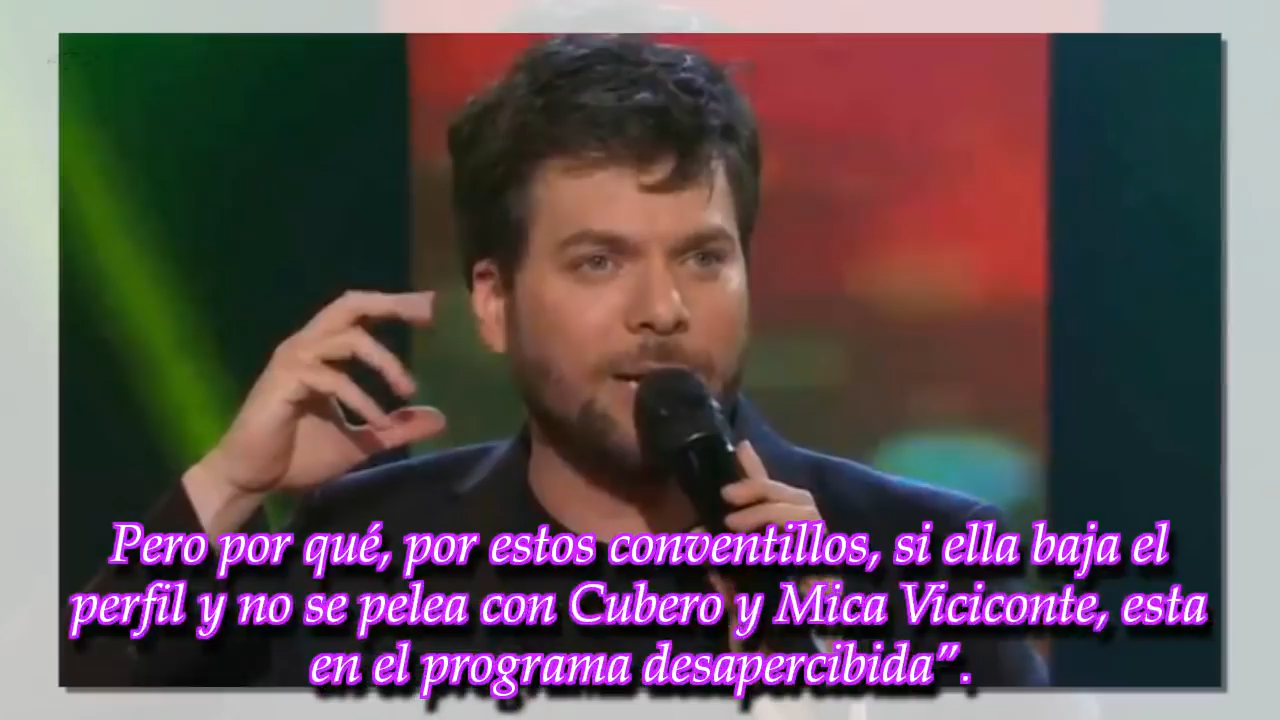 Pero por qué, por estos conventillos, si ella baja el
perfil y no se pelea con Cubero y Mica Viciconte, esta
en el programa desapercibida”.